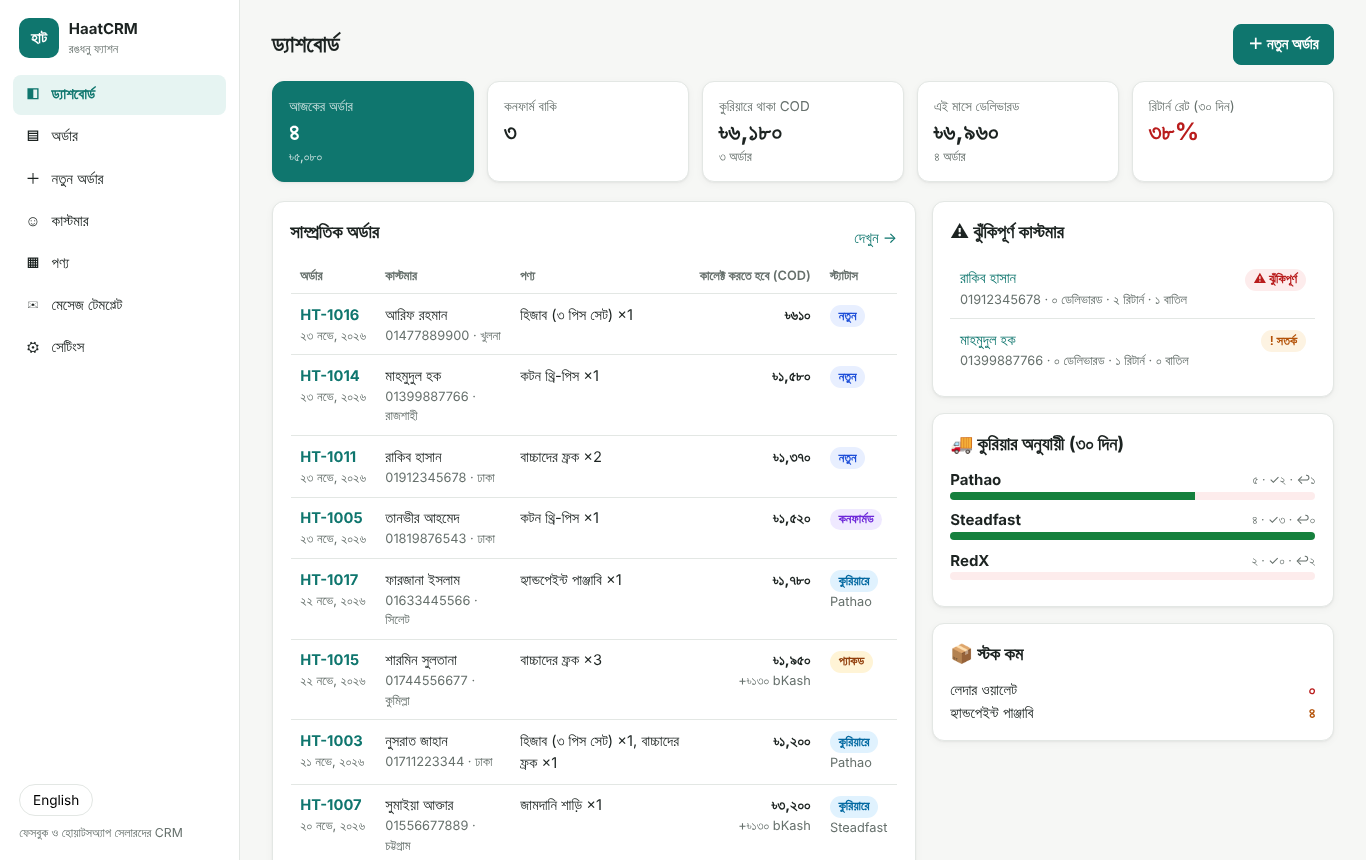 হাট
HaatCRM
রঙধনু ফ্যাশন
ড্যাশবোর্ড
অর্ডার
নতুন অর্ডার
কাস্টমার
পণ্য
মেসেজ টেমপ্লেট
সেটিংস
English
ফেসবুক ও হোয়াটসঅ্যাপ সেলারদের CRM
ড্যাশবোর্ড
+ নতুন অর্ডার
আজকের অর্ডার
৪
৳৫,০৮০
কনফার্ম বাকি
৩
কুরিয়ারে থাকা COD
৳৬,১৮০
৩ অর্ডার
এই মাসে ডেলিভারড
৳৬,৯৬০
৪ অর্ডার
রিটার্ন রেট (৩০ দিন)
৩৮%
সাম্প্রতিক অর্ডার
দেখুন →
অর্ডার কাস্টমার পণ্য কালেক্ট করতে হবে (COD) স্ট্যাটাস
HT-1016 আরিফ রহমান হিজাব (৩ পিস সেট) ×1 ৳৬১০ নতুন
২৩ নভে, ২০২৬ 01477889900 · খুলনা
HT-1014 মাহমুদুল হক কটন থ্রি-পিস ×1 ৳১,৫৮০ নতুন
২৩ নভে, ২০২৬ 01399887766 ·
রাজশাহী
HT-1011 রাকিব হাসান বাচ্চাদের ফ্রক ×2 ৳১,৩৭০ নতুন
২৩ নভে, ২০২৬ 01912345678 · ঢাকা
HT-1005 তানভীর আহমেদ কটন থ্রি-পিস ×1 ৳১,৫২০ কনফার্মড
২৩ নভে, ২০২৬ 01819876543 · ঢাকা
HT-1017 ফারজানা ইসলাম হ্যান্ডপেইন্ট পাঞ্জাবি ×1 ৳১,৭৮০ কুরিয়ারে
২২ নভে, ২০২৬ 01633445566 · Pathao
সিলেট
HT-1015 শারমিন সুলতানা বাচ্চাদের ফ্রক ×3 ৳১,৯৫০ প্যাকড
২২ নভে, ২০২৬ 01744556677 · +৳১৩০ bKash
কুমিল্লা
HT-1003 নুসরাত জাহান হিজাব (৩ পিস সেট) ×1, বাচ্চাদের ৳১,২০০ কুরিয়ারে
২১ নভে, ২০২৬ 01711223344 · ঢাকা ফ্রক ×1 Pathao
HT-1007 সুমাইয়া আক্তার জামদানি শাড়ি ×1 ৳৩,২০০ কুরিয়ারে
২০ নভে, ২০২৬ 01556677889 · +৳১৩০ bKash Steadfast
চট্টগ্রাম
⚠ ঝুঁকিপূর্ণ কাস্টমার
রাকিব হাসান ⚠ ঝুঁকিপূর্ণ
01912345678 · ০ ডেলিভারড · ২ রিটার্ন · ১ বাতিল
মাহমুদুল হক ! সতর্ক
01399887766 · ০ ডেলিভারড · ১ রিটার্ন · ০ বাতিল
🚚 কুরিয়ার অনুযায়ী (৩০ দিন)
Pathao ৫ · ✓২ · ↩১
Steadfast ৪ · ✓৩ · ↩০
RedX ২ · ✓০ · ↩২
📦 স্টক কম
লেদার ওয়ালেট ০
হ্যান্ডপেইন্ট পাঞ্জাবি ৪